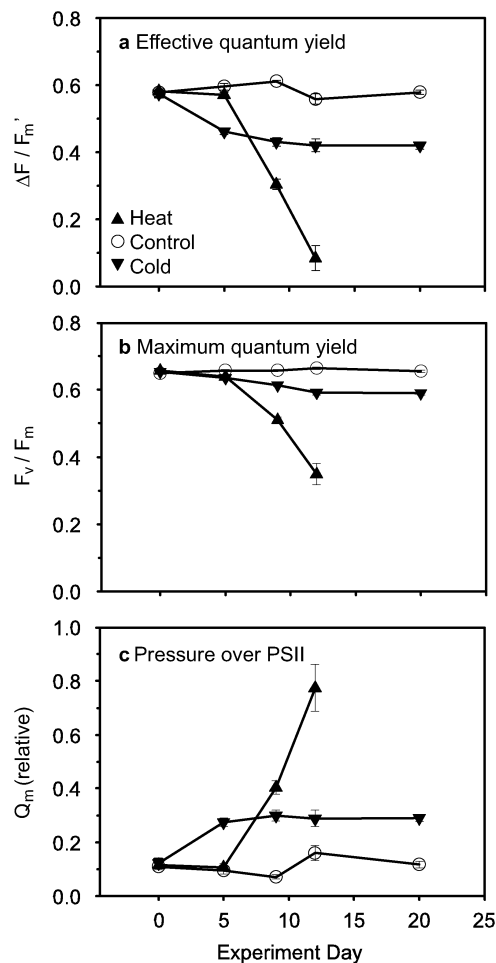 a Effective quantum yield
0.8
0.6
0.4
0.2
0.0
ΔF / Fm'
Heat
Control
Cold
b Maximum quantum yield
0.8
0.6
0.4
0.2
0.0
Fv / Fm
c Pressure over PSII
1.0
0.8
0.6
0.4
0.2
0.0
Qm (relative)
0 5 10 15 20 25
Experiment Day